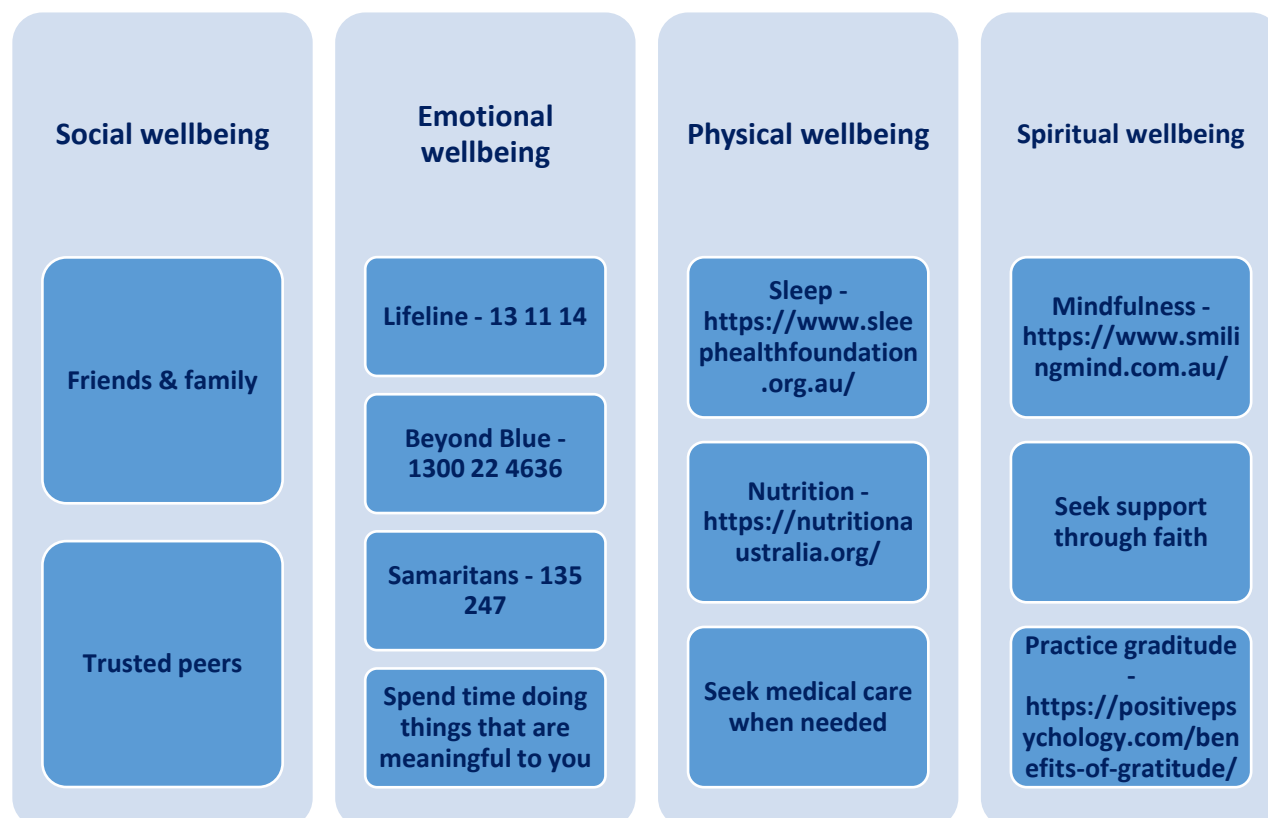 Social wellbeing
Friends & family
Trusted peers
Emotional
wellbeing
Lifeline - 13 11 14
Beyond Blue -
1300 22 4636
Samaritans - 135
247
Spend time doing
things that are
meaningful to you
Physical wellbeing
Sleep -
https://www.slee
phealthfoundation
.org.au/
Nutrition -
https://nutritiona
ustralia.org/
Seek medical care
when needed
Spiritual wellbeing
Mindfulness -
https://www.smili
ngmind.com.au/
Seek support
through faith
Practice graditude
-
https://positiveps
ychology.com/ben
efits-of-gratitude/